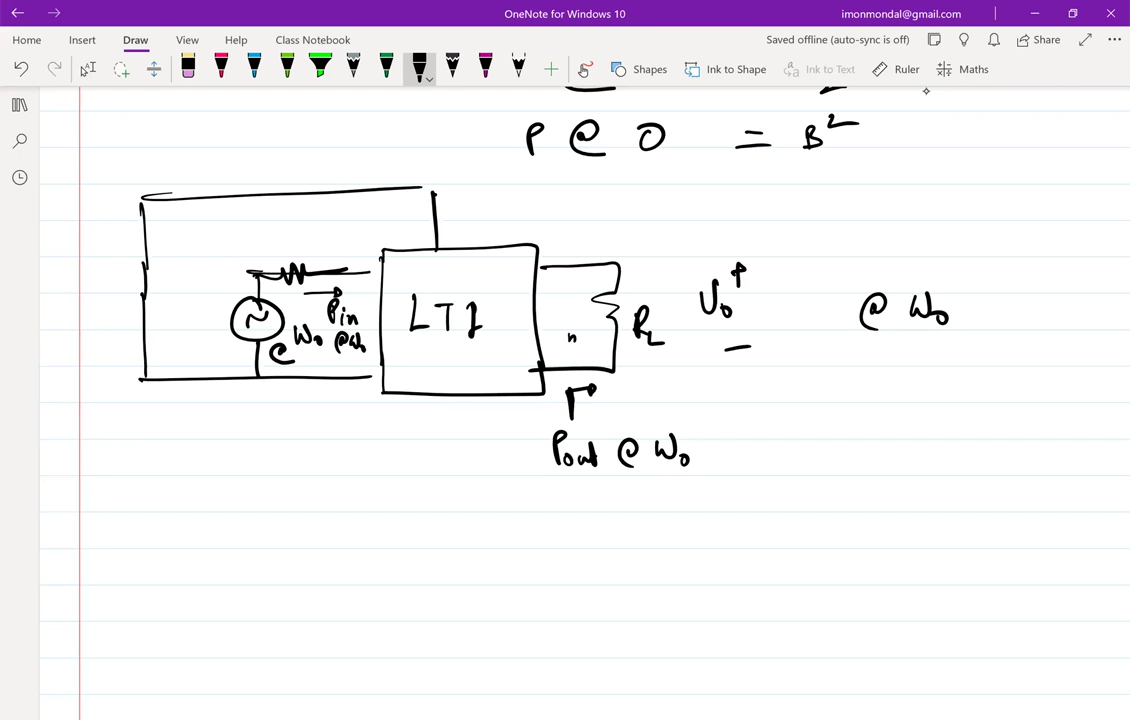 OneNote for Windows 10
imonmondal@gmail.com
Home Insert Draw View Help Class Notebook
Saved offline (auto-sync is off)
Share
Shapes
Ink to Shape
Ink to Text
Ruler
Maths
P @ 0 = B²
LTI
Pin
@ ω₀
@ ω₀
n
R_L
V₀
+
−
@ ω₀
Pout @ ω₀